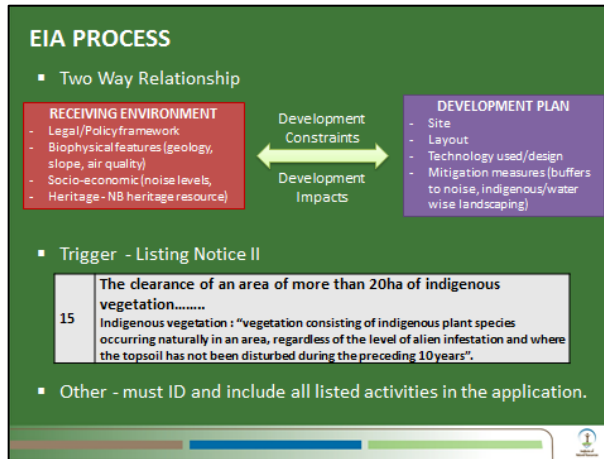 EIA PROCESS
▪ Two Way Relationship
RECEIVING ENVIRONMENT
- Legal/Policy framework
- Biophysical features (geology,
slope, air quality)
- Socio-economic (noise levels,
- Heritage - NB heritage resource)
Development
Constraints
Development
Impacts
DEVELOPMENT PLAN
- Site
- Layout
- Technology used/design
- Mitigation measures (buffers
to noise, indigenous/water
wise landscaping)
▪ Trigger - Listing Notice II
15
The clearance of an area of more than 20ha of indigenous
vegetation........
Indigenous vegetation : “vegetation consisting of indigenous plant species
occurring naturally in an area, regardless of the level of alien infestation and where
the topsoil has not been disturbed during the preceding 10 years”.
▪ Other - must ID and include all listed activities in the application.